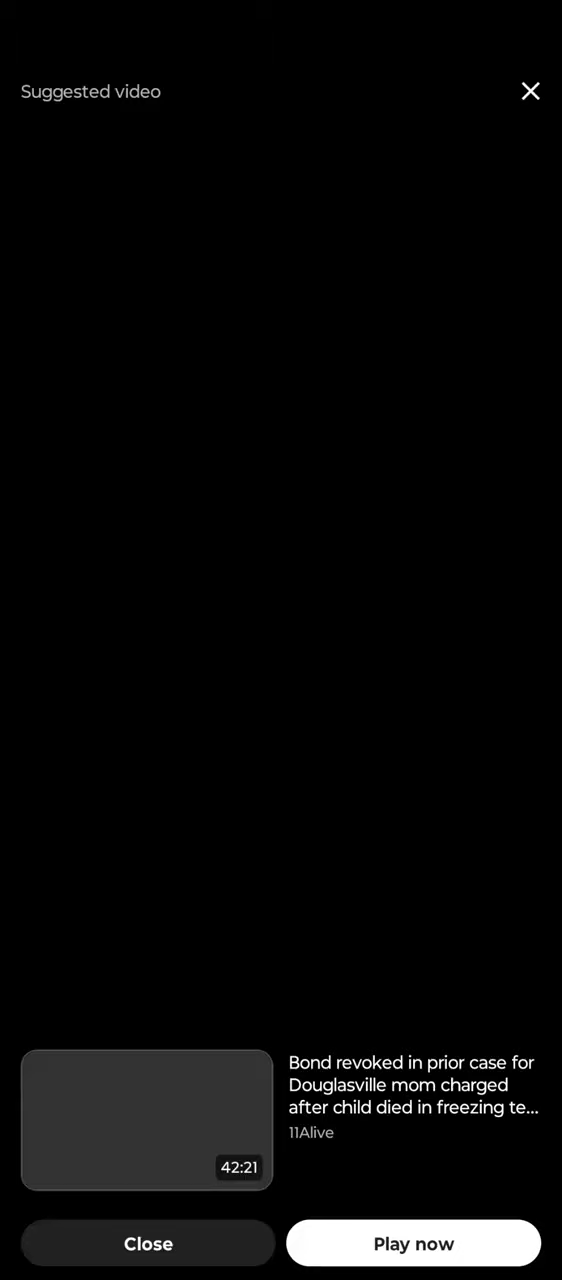 Suggested video
Bond revoked in prior case for
Douglasville mom charged
after child died in freezing te...
11Alive
42:21
Close
Play now